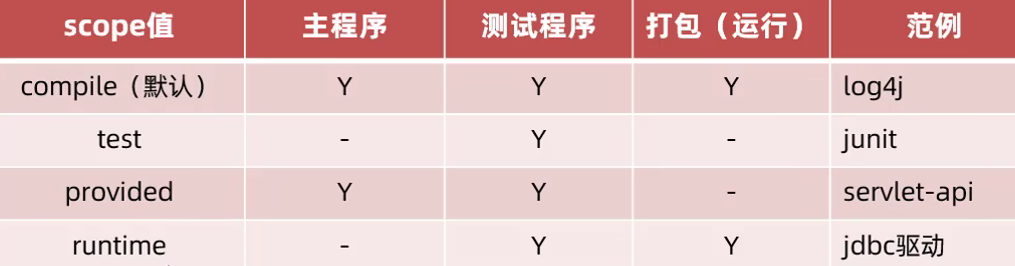 scope值 主程序 测试程序 打包（运行） 范例
compile（默认） Y Y Y log4j
test - Y - junit
provided Y Y - servlet-api
runtime - Y Y jdbc驱动